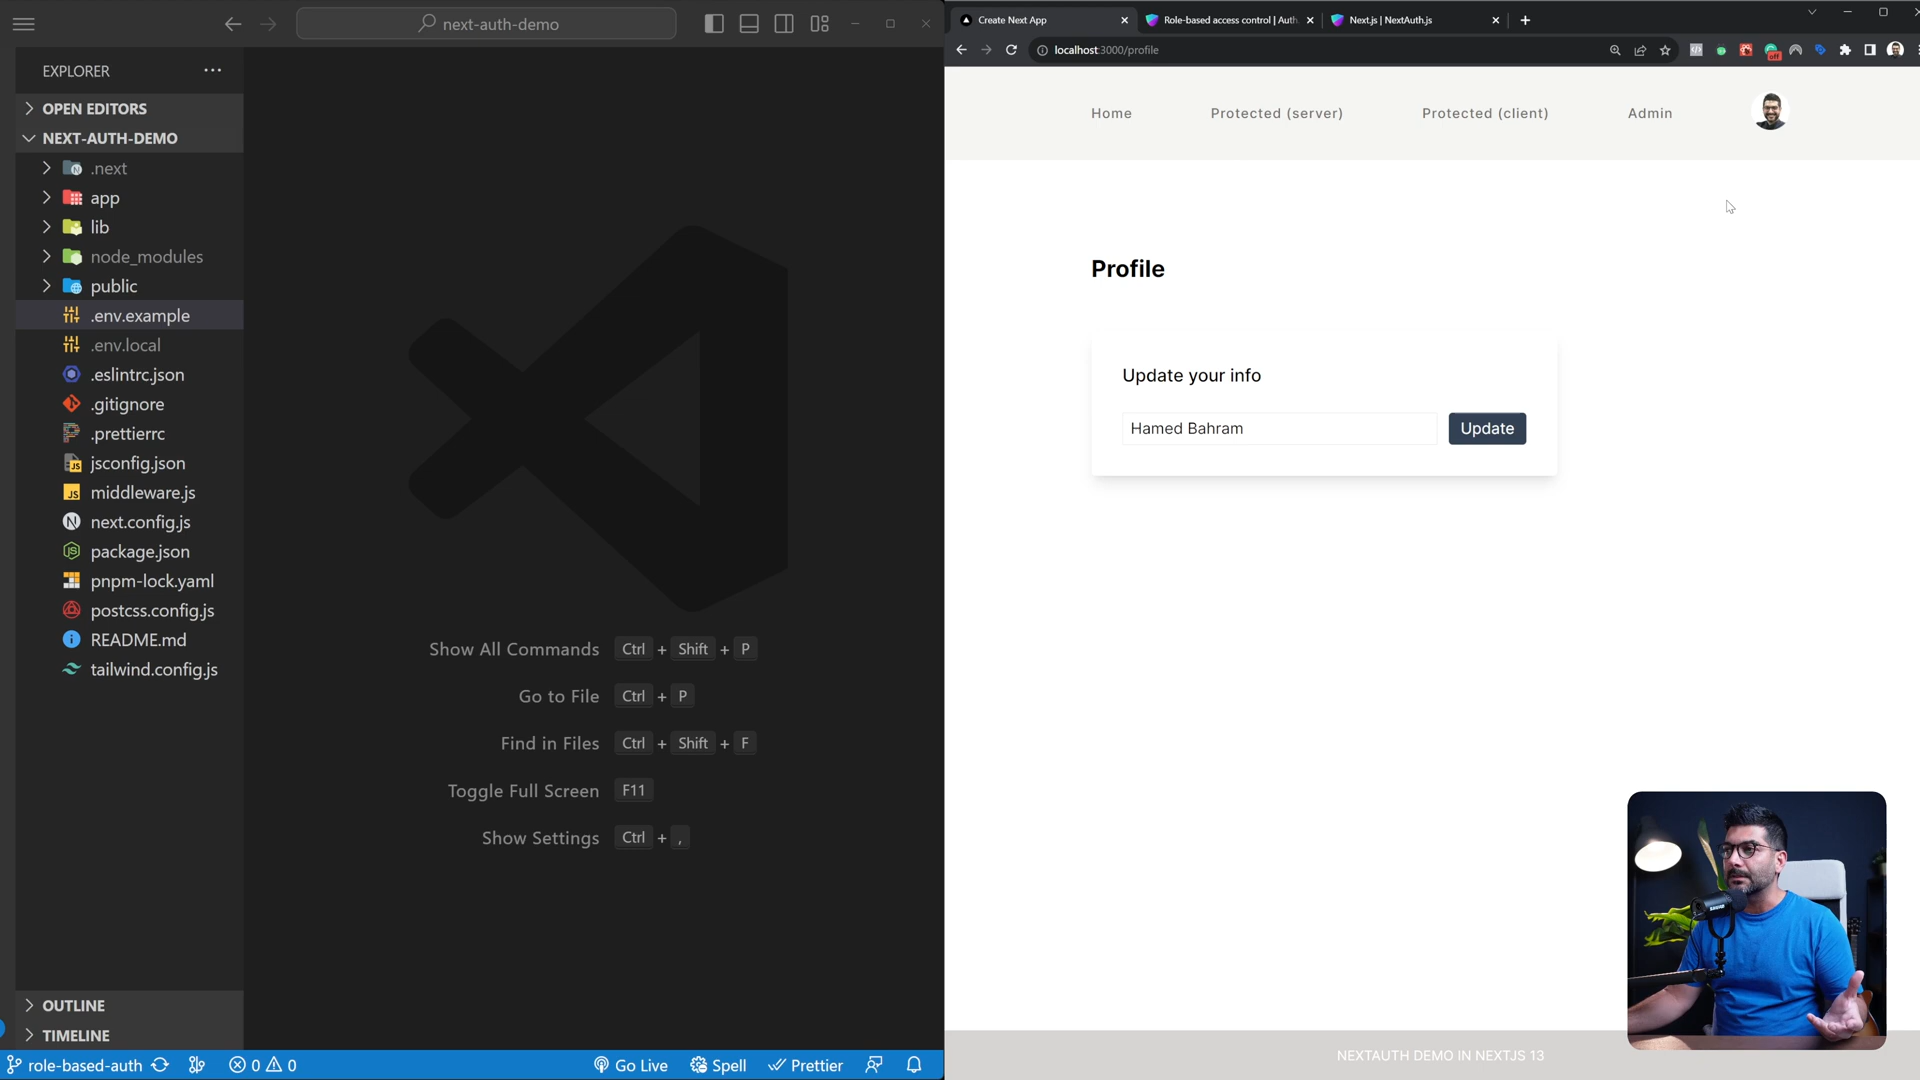 next-auth-demo
EXPLORER
OPEN EDITORS
NEXT-AUTH-DEMO
.next
app
lib
node_modules
public
.env.example
.env.local
.eslintrc.json
.gitignore
.prettierrc
jsconfig.json
middleware.js
next.config.js
package.json
pnpm-lock.yaml
postcss.config.js
README.md
tailwind.config.js
OUTLINE
TIMELINE
Show All Commands Ctrl + Shift + P
Go to File Ctrl + P
Find in Files Ctrl + Shift + F
Toggle Full Screen F11
Show Settings Ctrl + ,
role-based-auth 0 0 Go Live Spell Prettier
Create Next App Role-based access control | Auth. Next.js | NextAuth.js
localhost:3000/profile
off
Home Protected (server) Protected (client) Admin
Profile
Update your info
Hamed Bahram Update
NEXTAUTH DEMO IN NEXTJS 13